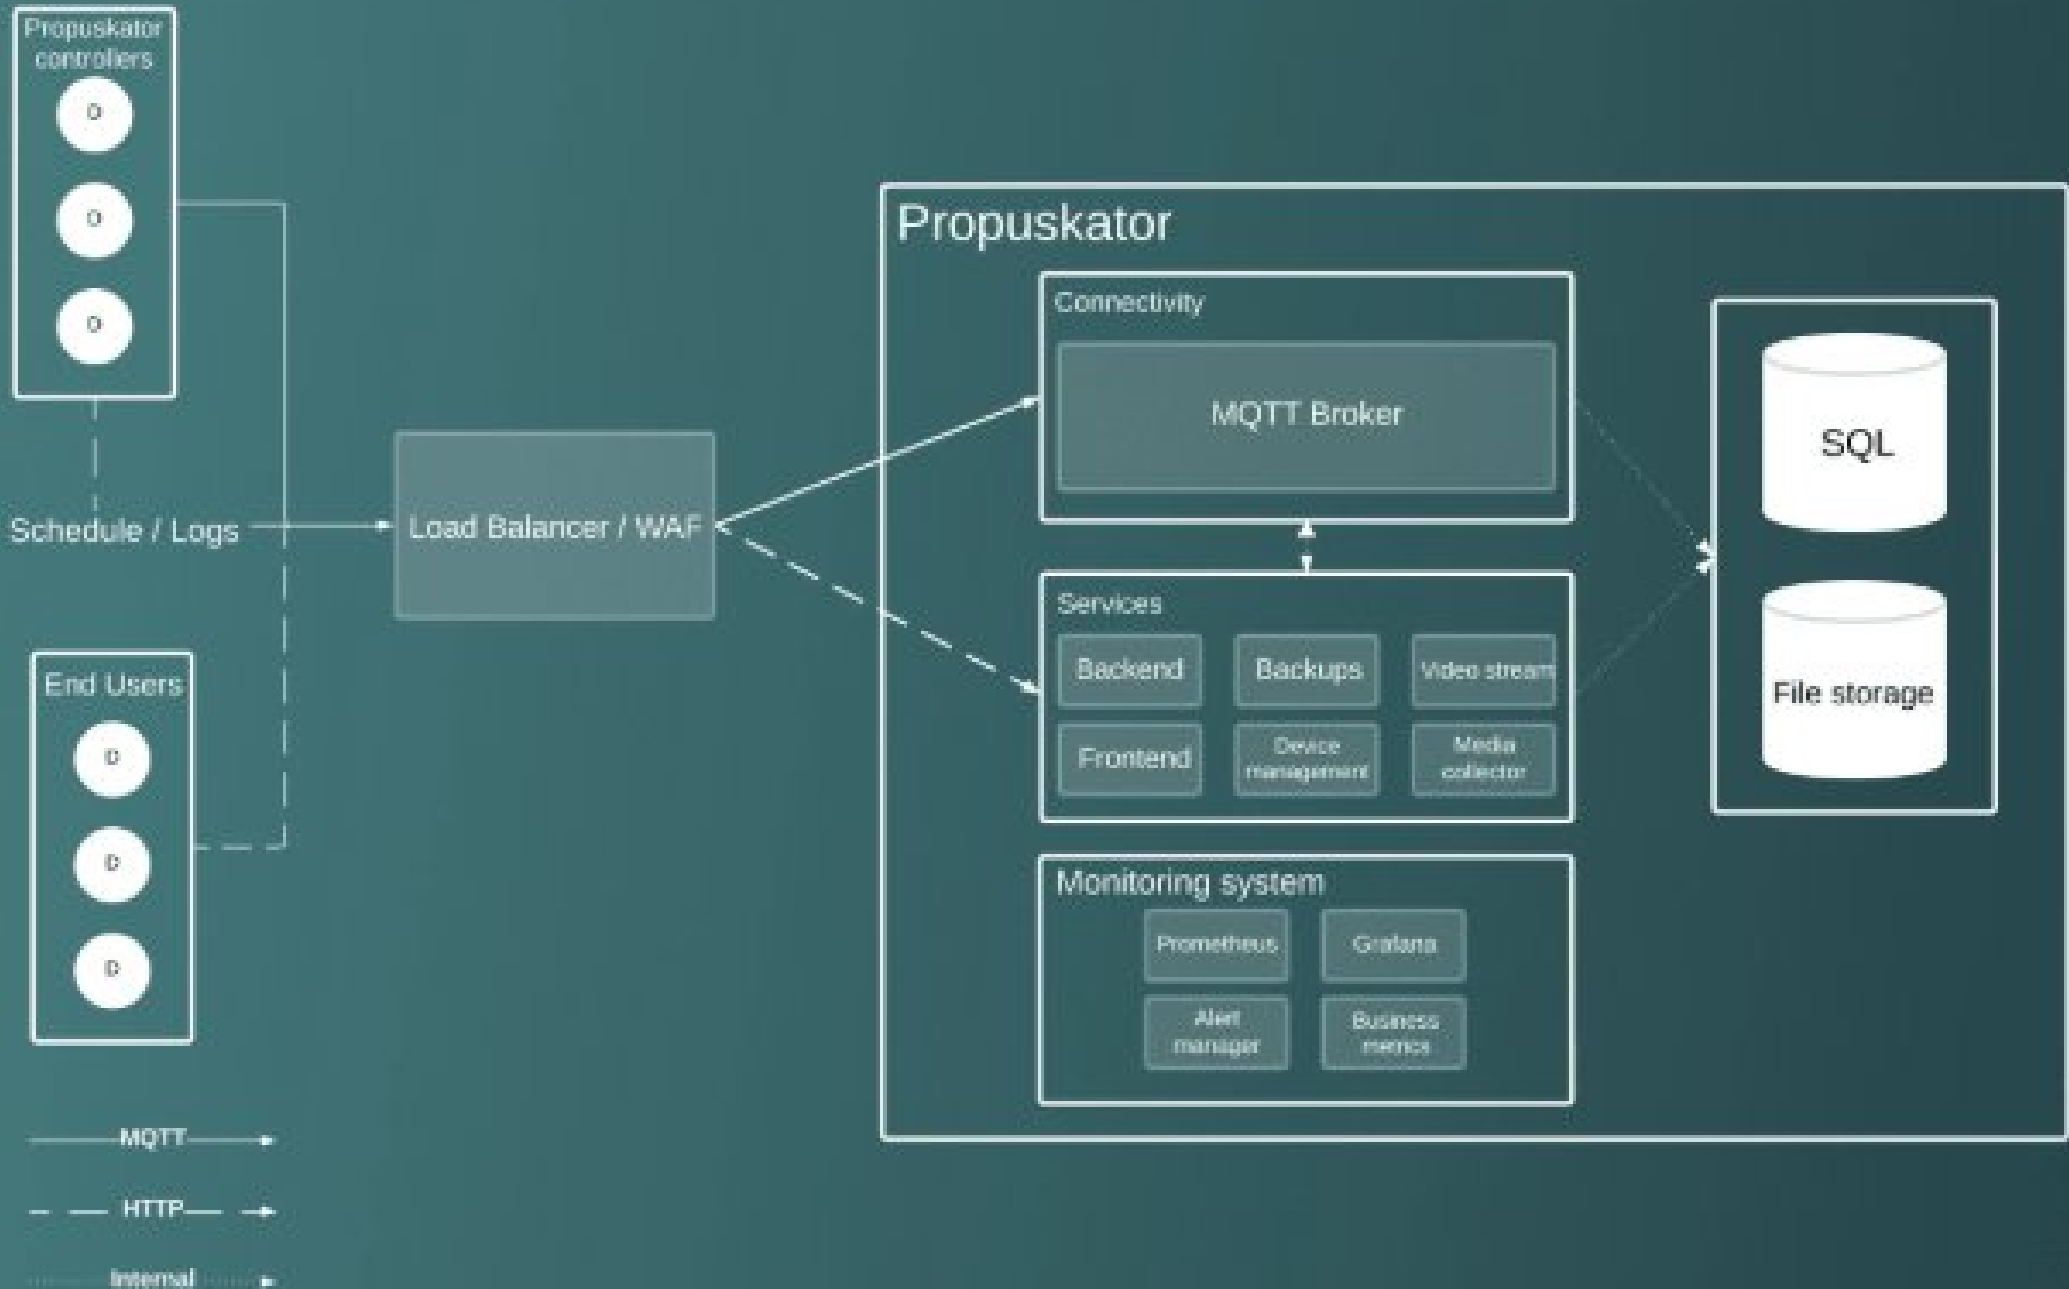 Propuskator
controllers
D
D
D
Schedule / Logs
End Users
D
D
D
MQTT
HTTP
Internal
Load Balancer / WAF
Propuskator
Connectivity
MQTT Broker
Services
Backend
Backups
Video stream
Frontend
Device
management
Media
collector
Monitoring system
Prometheus
Grafana
Alert
manager
Business
metrics
SQL
File storage